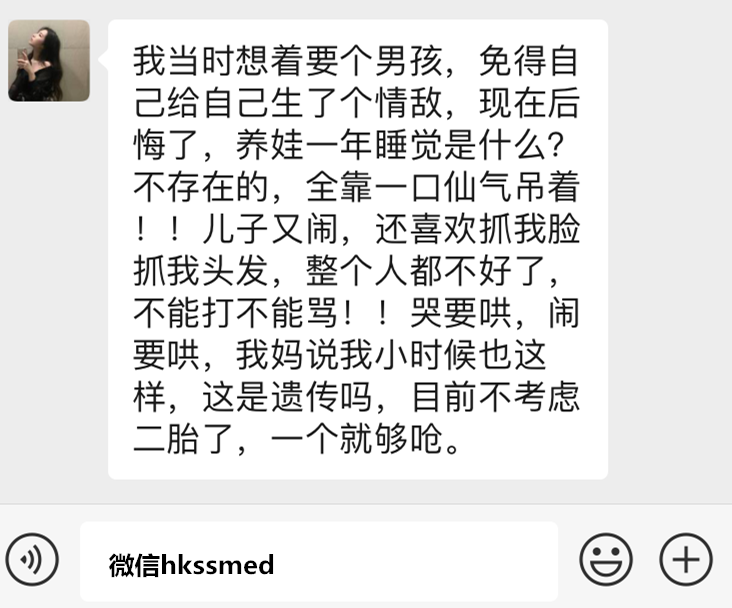 我当时想着要个男孩，免得自
己给自己生了个情敌，现在后
悔了，养娃一年睡觉是什么？
不存在的，全靠一口仙气吊着
！！儿子又闹，还喜欢抓我脸
抓我头发，整个人都不好了，
不能打不能骂！！哭要哄，闹
要哄，我妈说我小时候也这
样，这是遗传吗，目前不考虑
二胎了，一个就够呛。
微信hkssmed